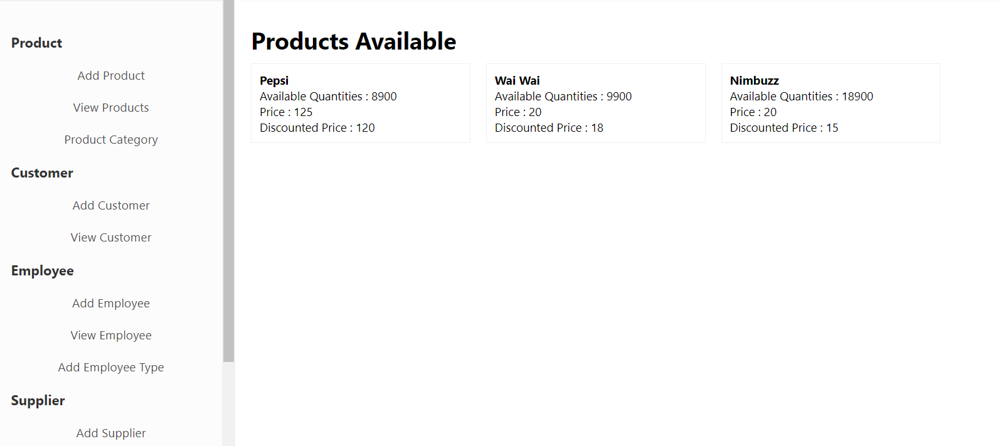 Product
Add Product
View Products
Product Category
Customer
Add Customer
View Customer
Employee
Add Employee
View Employee
Add Employee Type
Supplier
Add Supplier
Products Available
Pepsi
Available Quantities : 8900
Price : 125
Discounted Price : 120
Wai Wai
Available Quantities : 9900
Price : 20
Discounted Price : 18
Nimbuzz
Available Quantities : 18900
Price : 20
Discounted Price : 15